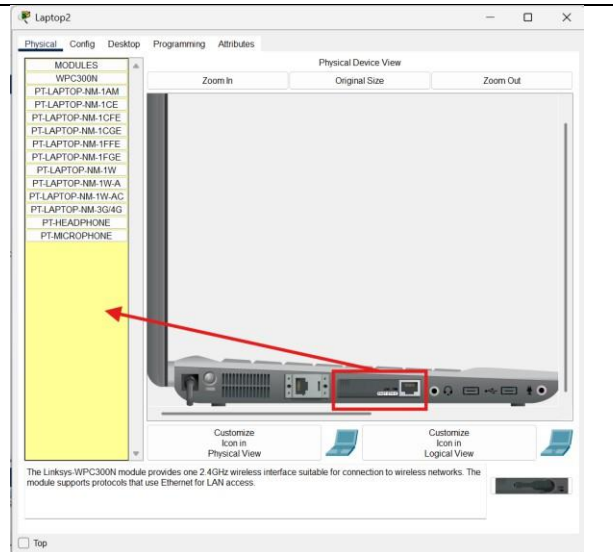 Laptop2
Physical Config Desktop Programming Attributes
MODULES
WPC300N
PT-LAPTOP-NM-1AM
PT-LAPTOP-NM-1CE
PT-LAPTOP-NM-1CFE
PT-LAPTOP-NM-1CGE
PT-LAPTOP-NM-1FFE
PT-LAPTOP-NM-1FGE
PT-LAPTOP-NM-1W
PT-LAPTOP-NM-1W-A
PT-LAPTOP-NM-1W-AC
PT-LAPTOP-NM-3G/4G
PT-HEADPHONE
PT-MICROPHONE
Physical Device View
Zoom In Original Size Zoom Out
Customize
Icon in
Physical View
Customize
Icon in
Logical View
The Linksys-WPC300N module provides one 2.4GHz wireless interface suitable for connection to wireless networks. The
module supports protocols that use Ethernet for LAN access.
Top